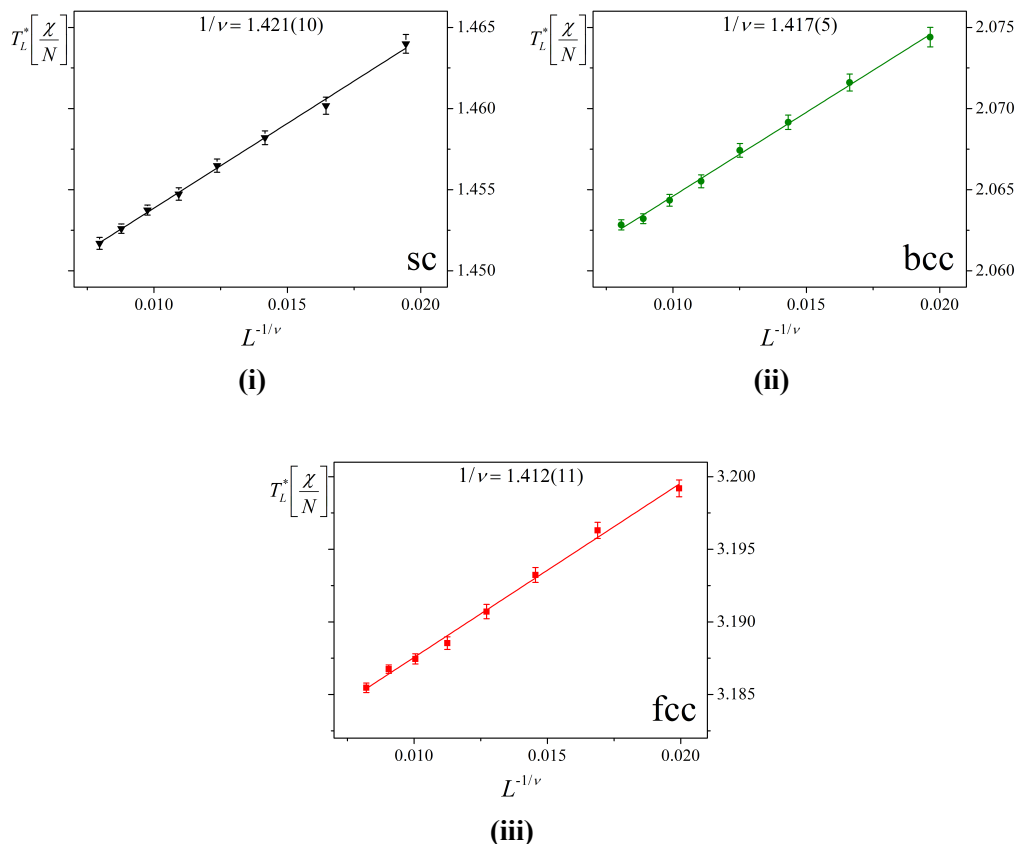 T_L^*[χ/N]
1/ν = 1.421(10)
1.465
1.460
1.455
1.450
sc
0.010 0.015 0.020
L^{-1/ν}
(i)
T_L^*[χ/N]
1/ν = 1.417(5)
2.075
2.070
2.065
2.060
bcc
0.010 0.015 0.020
L^{-1/ν}
(ii)
T_L^*[χ/N]
1/ν = 1.412(11)
3.200
3.195
3.190
3.185
fcc
0.010 0.015 0.020
L^{-1/ν}
(iii)